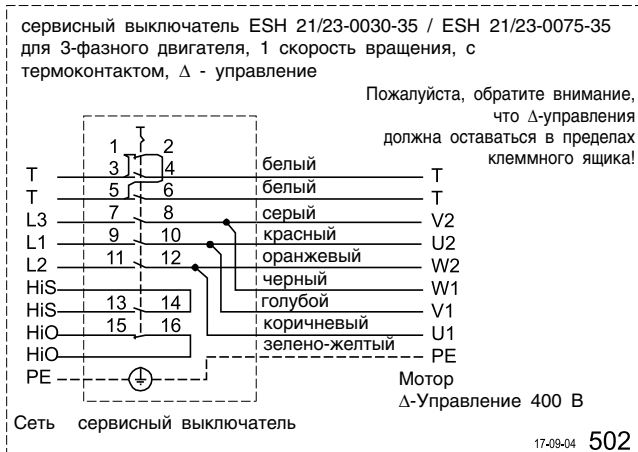 сервисный выключатель ESH 21/23-0030-35 / ESH 21/23-0075-35
для 3-фазного двигателя, 1 скорость вращения, с
термоконтактом, Δ - управление
Пожалуйста, обратите внимание,
что Δ-управления
должна оставаться в пределах
клеммного ящика!
1 2
T 3 4 белый T
T 5 6 белый T
L3 7 8 серый V2
L1 9 10 красный U2
L2 11 12 оранжевый W2
HiS черный W1
HiS 13 14 голубой V1
HiO 15 16 коричневый U1
HiO зелено-желтый PE
PE Мотор
Δ-Управление 400 В
Сеть сервисный выключатель
17-09-04 502